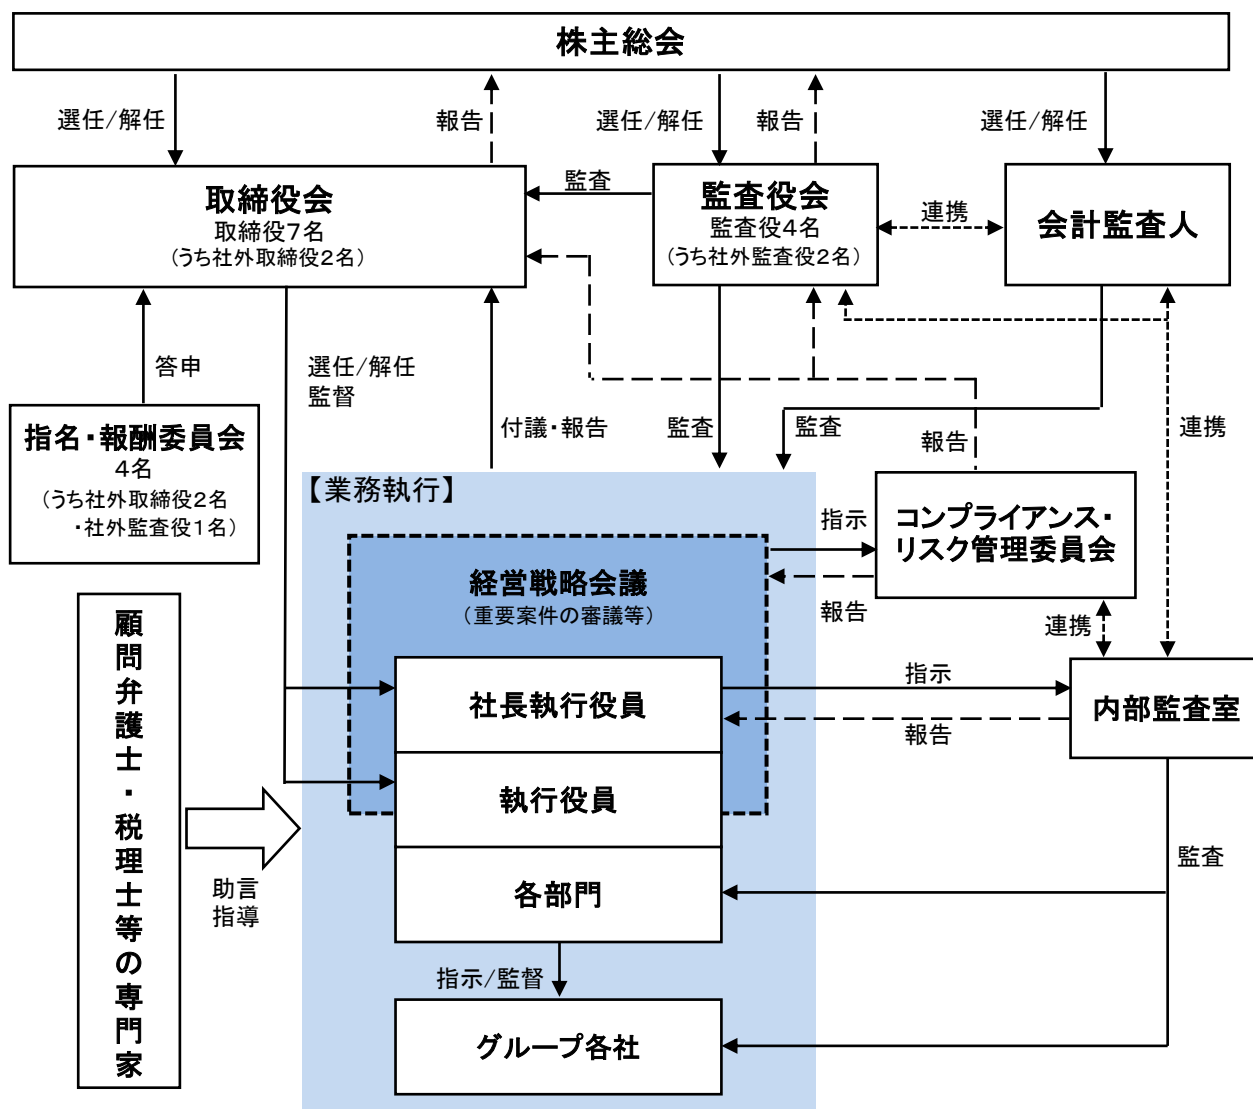 株主総会
選任/解任
報告
選任/解任
報告
選任/解任
取締役会
取締役7名
（うち社外取締役2名）
監査
監査役会
監査役4名
（うち社外監査役2名）
連携
会計監査人
答申
選任/解任
監督
付議・報告
監査
監査
報告
連携
指名・報酬委員会
4名
（うち社外取締役2名
・社外監査役1名）
【業務執行】
指示
コンプライアンス・
リスク管理委員会
経営戦略会議
（重要案件の審議等）
報告
連携
顧問弁護士・税理士等の専門家
社長執行役員
指示
報告
内部監査室
執行役員
助言
指導
各部門
監査
指示/監督
グループ各社